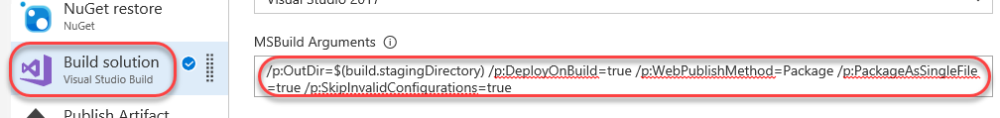 NuGet restore
NuGet
Build solution
Visual Studio Build
Publish Artifact
Visual Studio 2017
MSBuild Arguments
/p:OutDir=$(build.stagingDirectory) /p:DeployOnBuild=true /p:WebPublishMethod=Package /p:PackageAsSingleFile
=true /p:SkipInvalidConfigurations=true